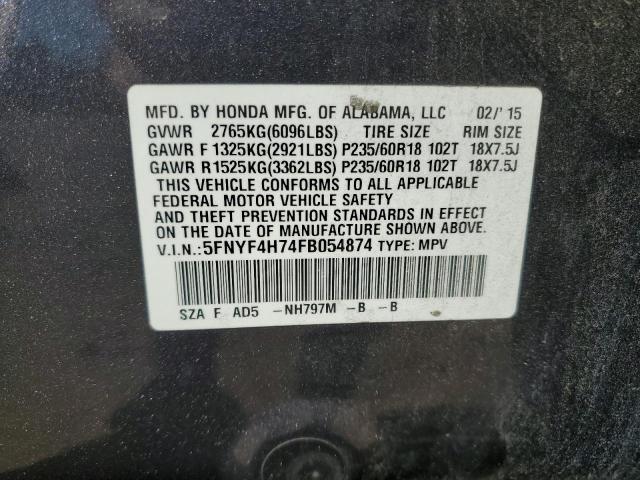 MFD. BY HONDA MFG. OF ALABAMA, LLC 02/'15
GVWR 2765KG(6096LBS) TIRE SIZE RIM SIZE
GAWR F 1325KG(2921LBS) P235/60R18 102T 18X7.5J
GAWR R1525KG(3362LBS) P235/60R18 102T 18X7.5J
THIS VEHICLE CONFORMS TO ALL APPLICABLE
FEDERAL MOTOR VEHICLE SAFETY
AND THEFT PREVENTION STANDARDS IN EFFECT
ON THE DATE OF MANUFACTURE SHOWN ABOVE.
V.I.N.:5FNYF4H74FB054874 TYPE: MPV
SZA F AD5 -NH797M -B -B